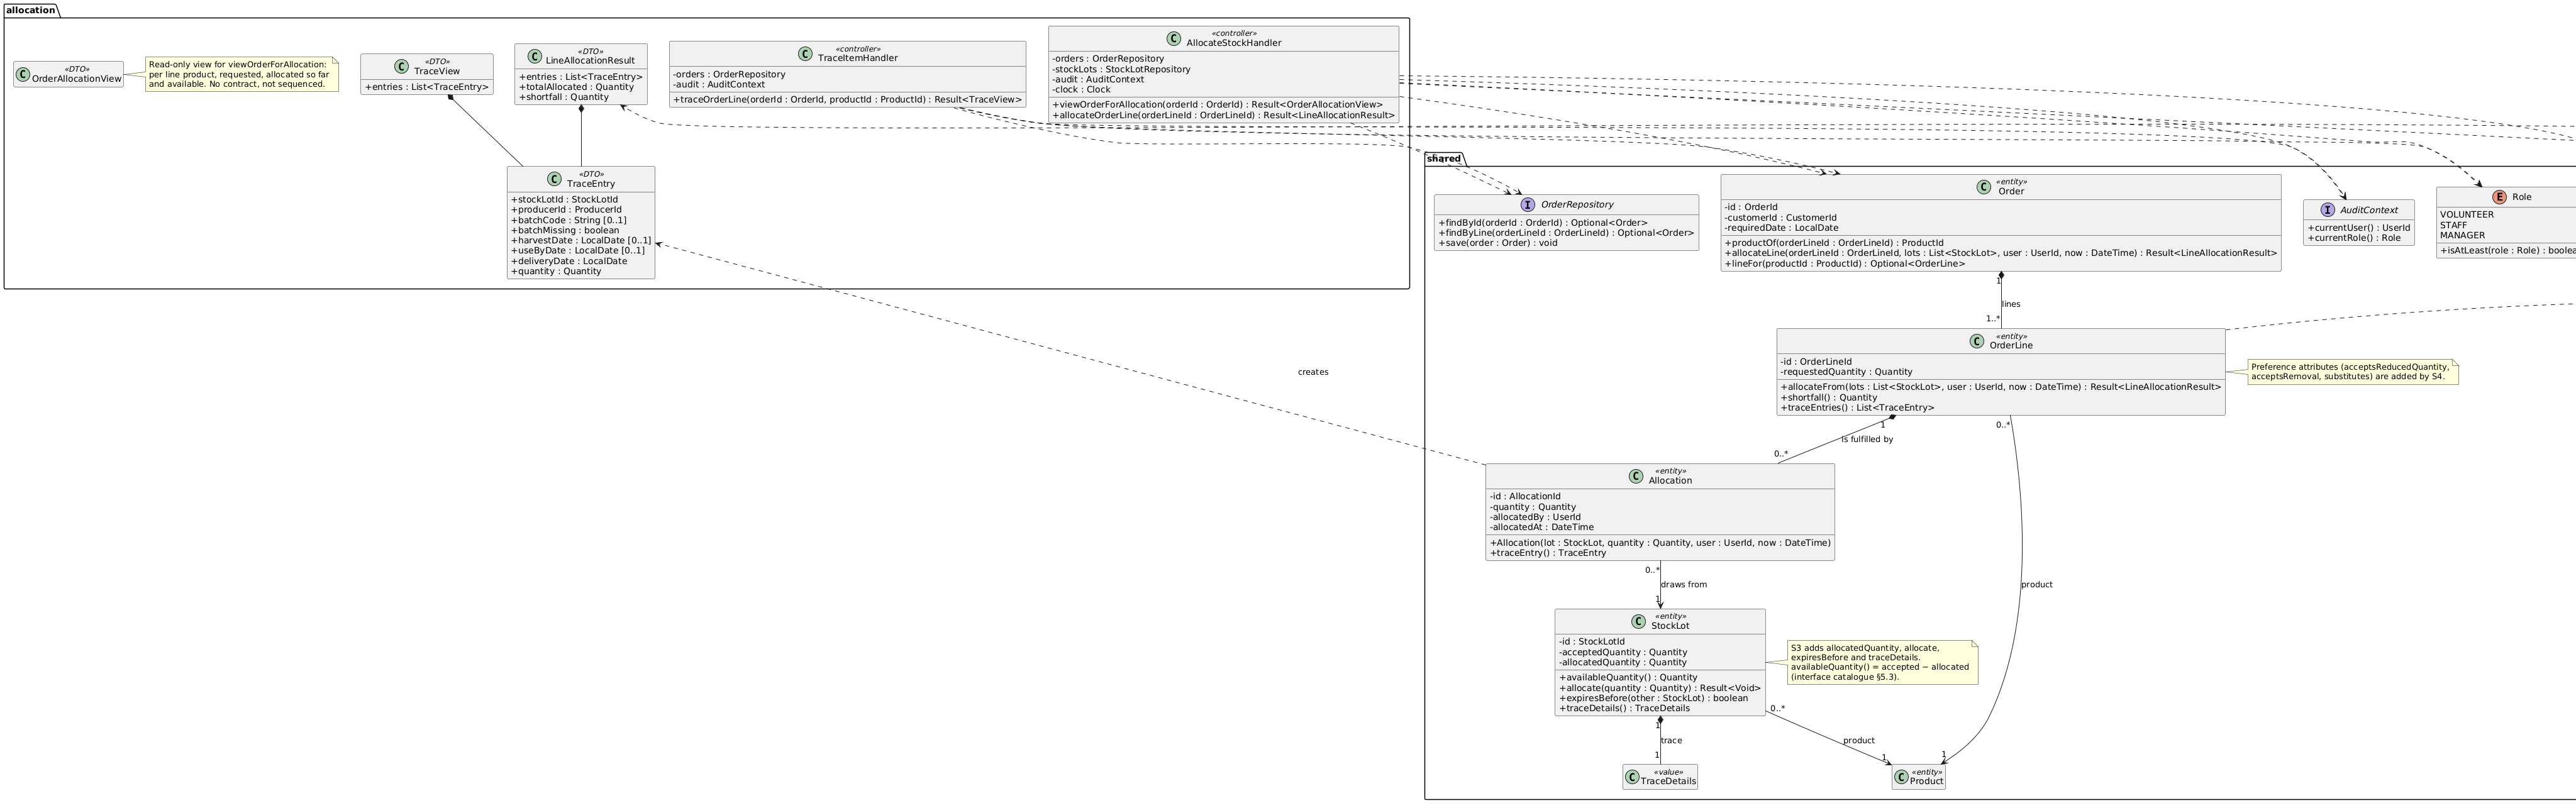 allocation
«DTO»
OrderAllocationView
Read-only view for viewOrderForAllocation:
per line product, requested, allocated so far
and available. No contract, not sequenced.
«DTO»
TraceView
+entries : List<TraceEntry>
«DTO»
LineAllocationResult
+entries : List<TraceEntry>
+totalAllocated : Quantity
+shortfall : Quantity
«controller»
TraceItemHandler
-orders : OrderRepository
-audit : AuditContext
+traceOrderLine(orderId : OrderId, productId : ProductId) : Result<TraceView>
«controller»
AllocateStockHandler
-orders : OrderRepository
-stockLots : StockLotRepository
-audit : AuditContext
-clock : Clock
+viewOrderForAllocation(orderId : OrderId) : Result<OrderAllocationView>
+allocateOrderLine(orderLineId : OrderLineId) : Result<LineAllocationResult>
«DTO»
TraceEntry
+stockLotId : StockLotId
+producerId : ProducerId
+batchCode : String [0..1]
+batchMissing : boolean
+harvestDate : LocalDate [0..1]
+useByDate : LocalDate [0..1]
+deliveryDate : LocalDate
+quantity : Quantity
shared
OrderRepository
+findById(orderId : OrderId) : Optional<Order>
+findByLine(orderLineId : OrderLineId) : Optional<Order>
+save(order : Order) : void
«entity»
Order
-id : OrderId
-customerId : CustomerId
-requiredDate : LocalDate
+productOf(orderLineId : OrderLineId) : ProductId
+allocateLine(orderLineId : OrderLineId, lots : List<StockLot>, user : UserId, now : DateTime) : Result<LineAllocationResult>
+lineFor(productId : ProductId) : Optional<OrderLine>
AuditContext
+currentUser() : UserId
+currentRole() : Role
Role
VOLUNTEER
STAFF
MANAGER
+isAtLeast(role : Role) : boolea
1
lines
1..*
«entity»
OrderLine
-id : OrderLineId
-requestedQuantity : Quantity
+allocateFrom(lots : List<StockLot>, user : UserId, now : DateTime) : Result<LineAllocationResult>
+shortfall() : Quantity
+traceEntries() : List<TraceEntry>
Preference attributes (acceptsReducedQuantity,
acceptsRemoval, substitutes) are added by S4.
creates
1
is fulfilled by
0..*
0..*
«entity»
Allocation
-id : AllocationId
-quantity : Quantity
-allocatedBy : UserId
-allocatedAt : DateTime
+Allocation(lot : StockLot, quantity : Quantity, user : UserId, now : DateTime)
+traceEntry() : TraceEntry
0..*
draws from
1
product
«entity»
StockLot
-id : StockLotId
-acceptedQuantity : Quantity
-allocatedQuantity : Quantity
+availableQuantity() : Quantity
+allocate(quantity : Quantity) : Result<Void>
+expiresBefore(other : StockLot) : boolean
+traceDetails() : TraceDetails
S3 adds allocatedQuantity, allocate,
expiresBefore and traceDetails.
availableQuantity() = accepted − allocated
(interface catalogue §5.3).
0..*
1
trace
1
product
1
1
«value»
TraceDetails
«entity»
Product